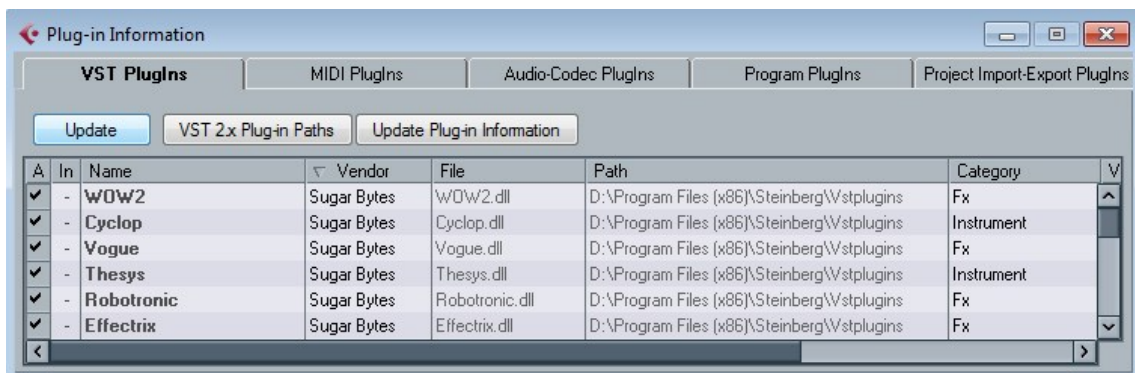 Plug-in Information
VST PlugIns MIDI PlugIns Audio-Codec PlugIns Program PlugIns Project Import-Export PlugIns
Update VST 2.x Plug-in Paths Update Plug-in Information
A In Name Vendor File Path Category V
- WOW2 Sugar Bytes WOW2.dll D:\Program Files (x86)\Steinberg\Vstplugins Fx
- Cyclop Sugar Bytes Cyclop.dll D:\Program Files (x86)\Steinberg\Vstplugins Instrument
- Vogue Sugar Bytes Vogue.dll D:\Program Files (x86)\Steinberg\Vstplugins Fx
- Thesys Sugar Bytes Thesys.dll D:\Program Files (x86)\Steinberg\Vstplugins Instrument
- Robotronic Sugar Bytes Robotronic.dll D:\Program Files (x86)\Steinberg\Vstplugins Fx
- Effectrix Sugar Bytes Effectrix.dll D:\Program Files (x86)\Steinberg\Vstplugins Fx